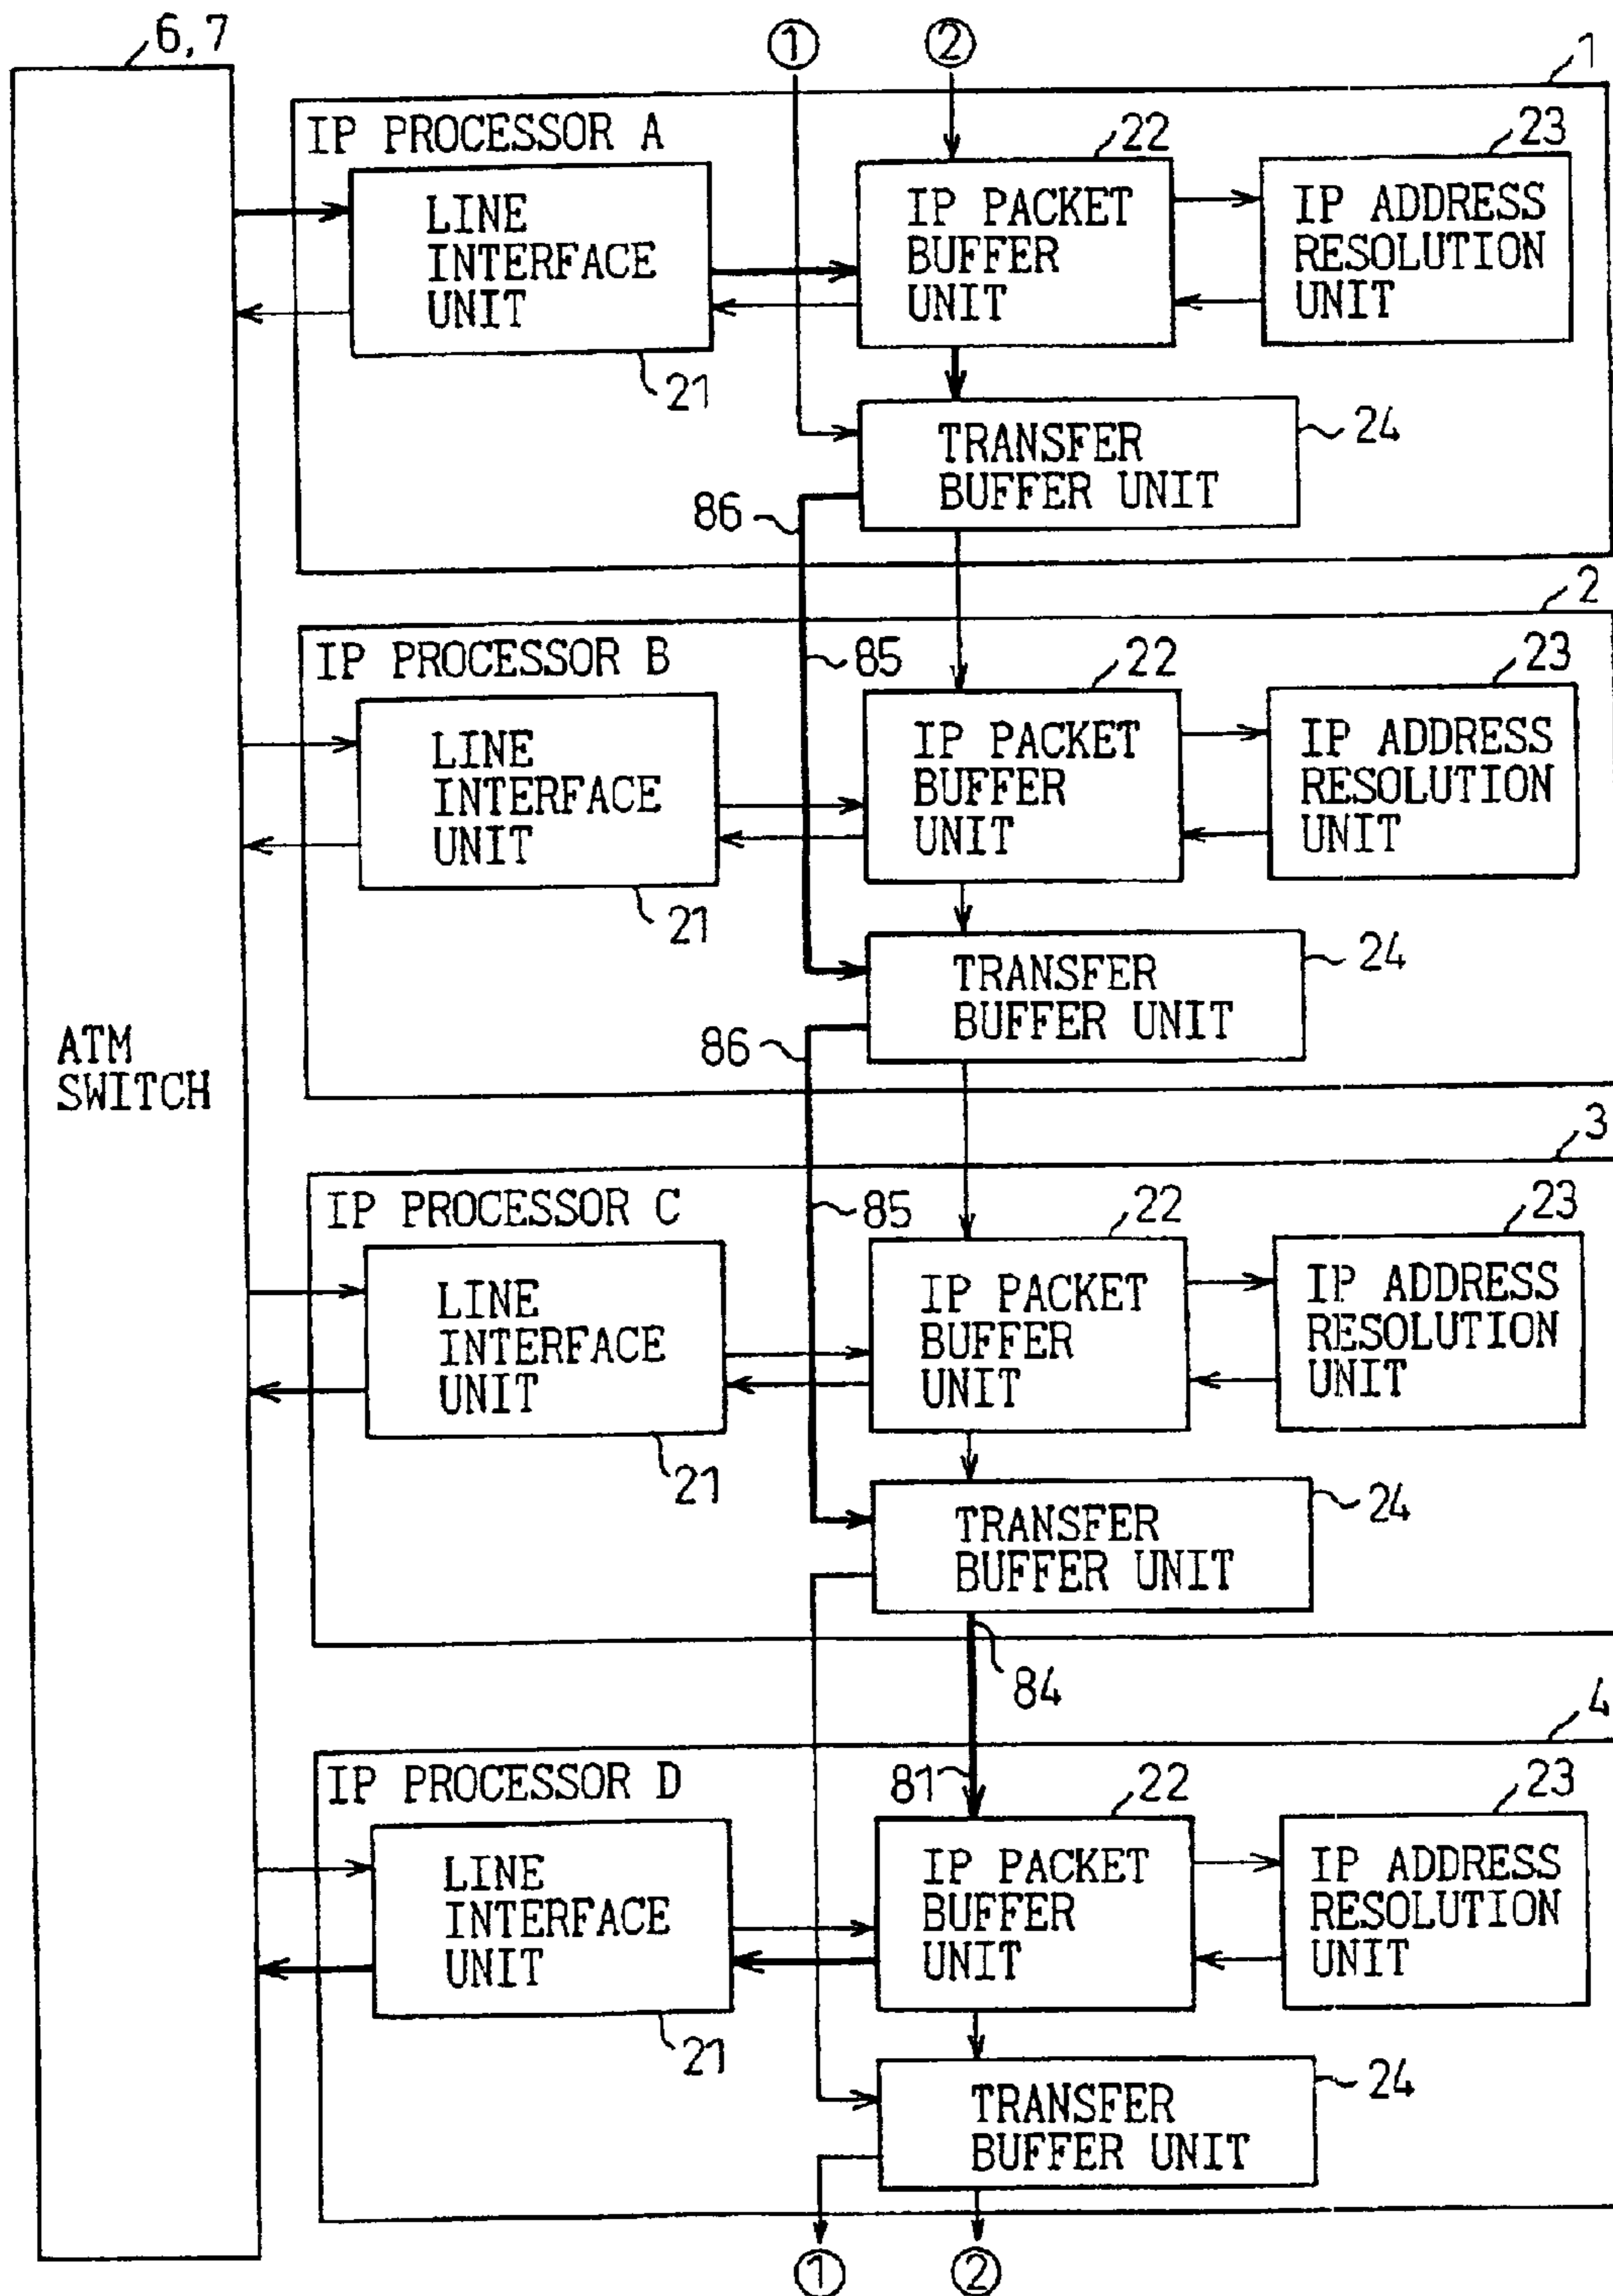 6, 7
① ②
1
IP PROCESSOR A
22
23
LINE
INTERFACE
UNIT
IP PACKET
BUFFER
UNIT
IP ADDRESS
RESOLUTION
UNIT
21
24
TRANSFER
BUFFER UNIT
86
2
IP PROCESSOR B
85
22
23
LINE
INTERFACE
UNIT
IP PACKET
BUFFER
UNIT
IP ADDRESS
RESOLUTION
UNIT
21
24
TRANSFER
BUFFER UNIT
86
ATM
SWITCH
3
IP PROCESSOR C
85
22
23
LINE
INTERFACE
UNIT
IP PACKET
BUFFER
UNIT
IP ADDRESS
RESOLUTION
UNIT
21
24
TRANSFER
BUFFER UNIT
84
4
IP PROCESSOR D
81
22
23
LINE
INTERFACE
UNIT
IP PACKET
BUFFER
UNIT
IP ADDRESS
RESOLUTION
UNIT
21
24
TRANSFER
BUFFER UNIT
① ②